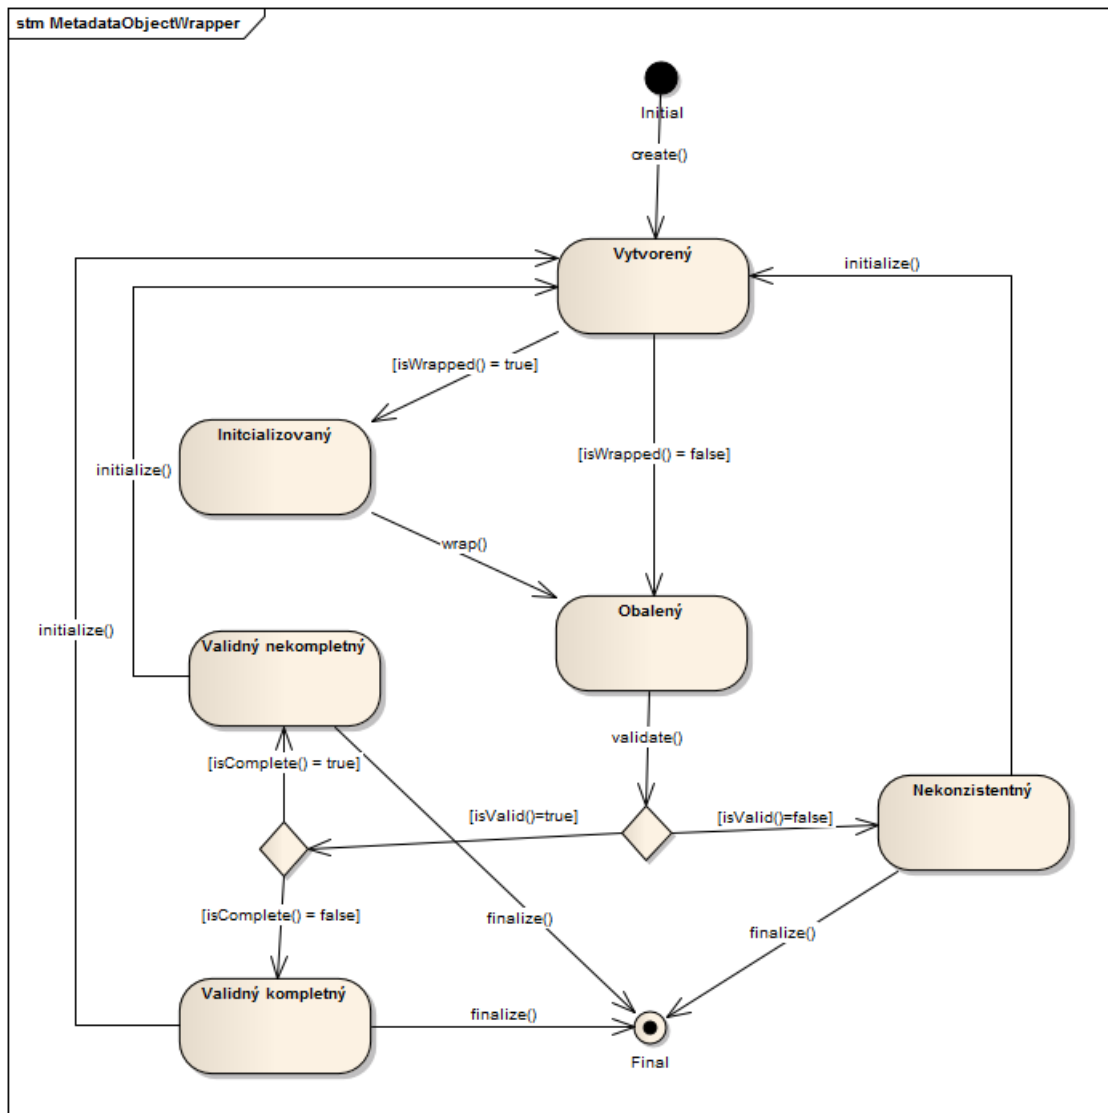 stm MetadataObjectWrapper
Initial
create()
Vytvorený
initialize()
[isWrapped() = true]
Initcializovaný
[isWrapped() = false]
initialize()
wrap()
Obalený
initialize()
Validný nekompletný
validate()
[isComplete() = true]
Nekonzistentný
[isValid()=true]
[isValid()=false]
[isComplete() = false]
finalize()
finalize()
Validný kompletný
finalize()
Final